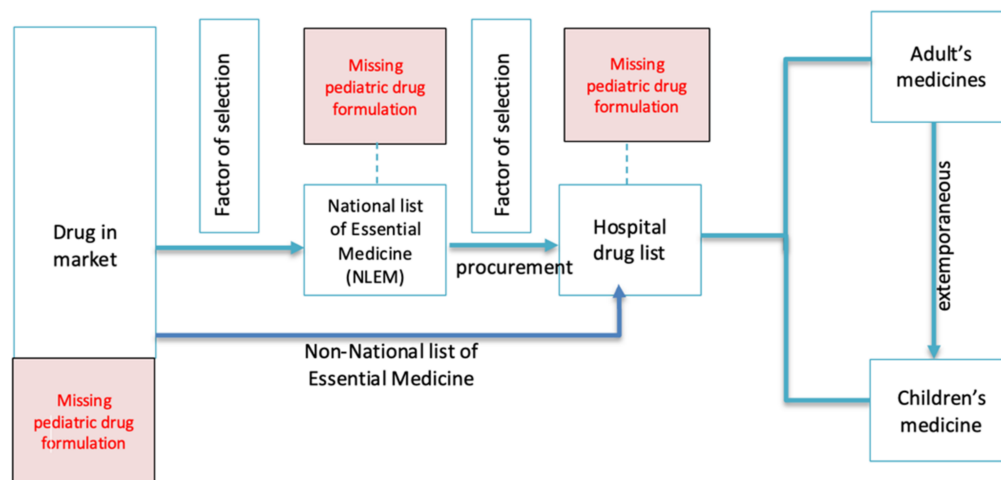 Drug in
market
Missing
pediatric drug
formulation
Factor of selection
Missing
pediatric drug
formulation
National list
of Essential
Medicine
(NLEM)
Factor of selection
procurement
Missing
pediatric drug
formulation
Hospital
drug list
Non-National list of
Essential Medicine
Adult's
medicines
extemporaneous
Children's
medicine